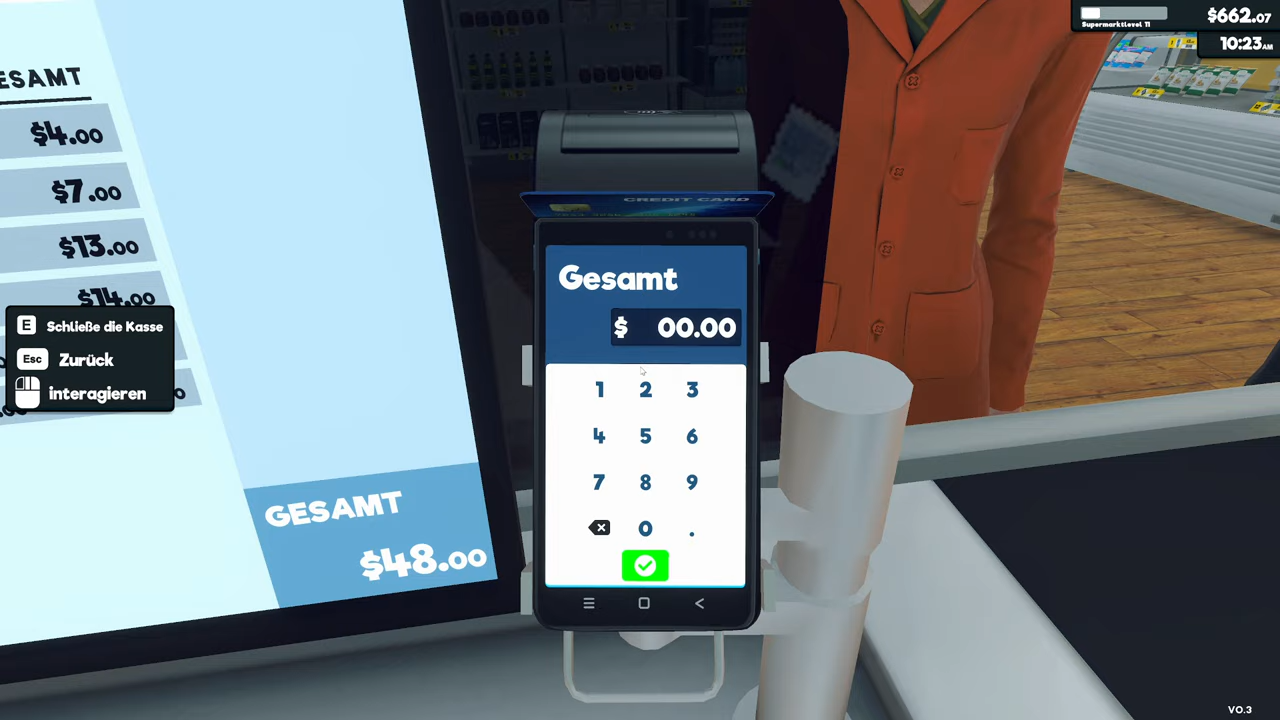 ESAMT
$4.00
$7.00
$13.00
$14.00
E Schließe die Kasse
Esc Zurück
interagieren
GESAMT
$48.00
CREDIT CARD
Gesamt
$ 00.00
1 2 3
4 5 6
7 8 9
0 .
$662.07
Supermarktlevel 11
10:23AM
V0.3